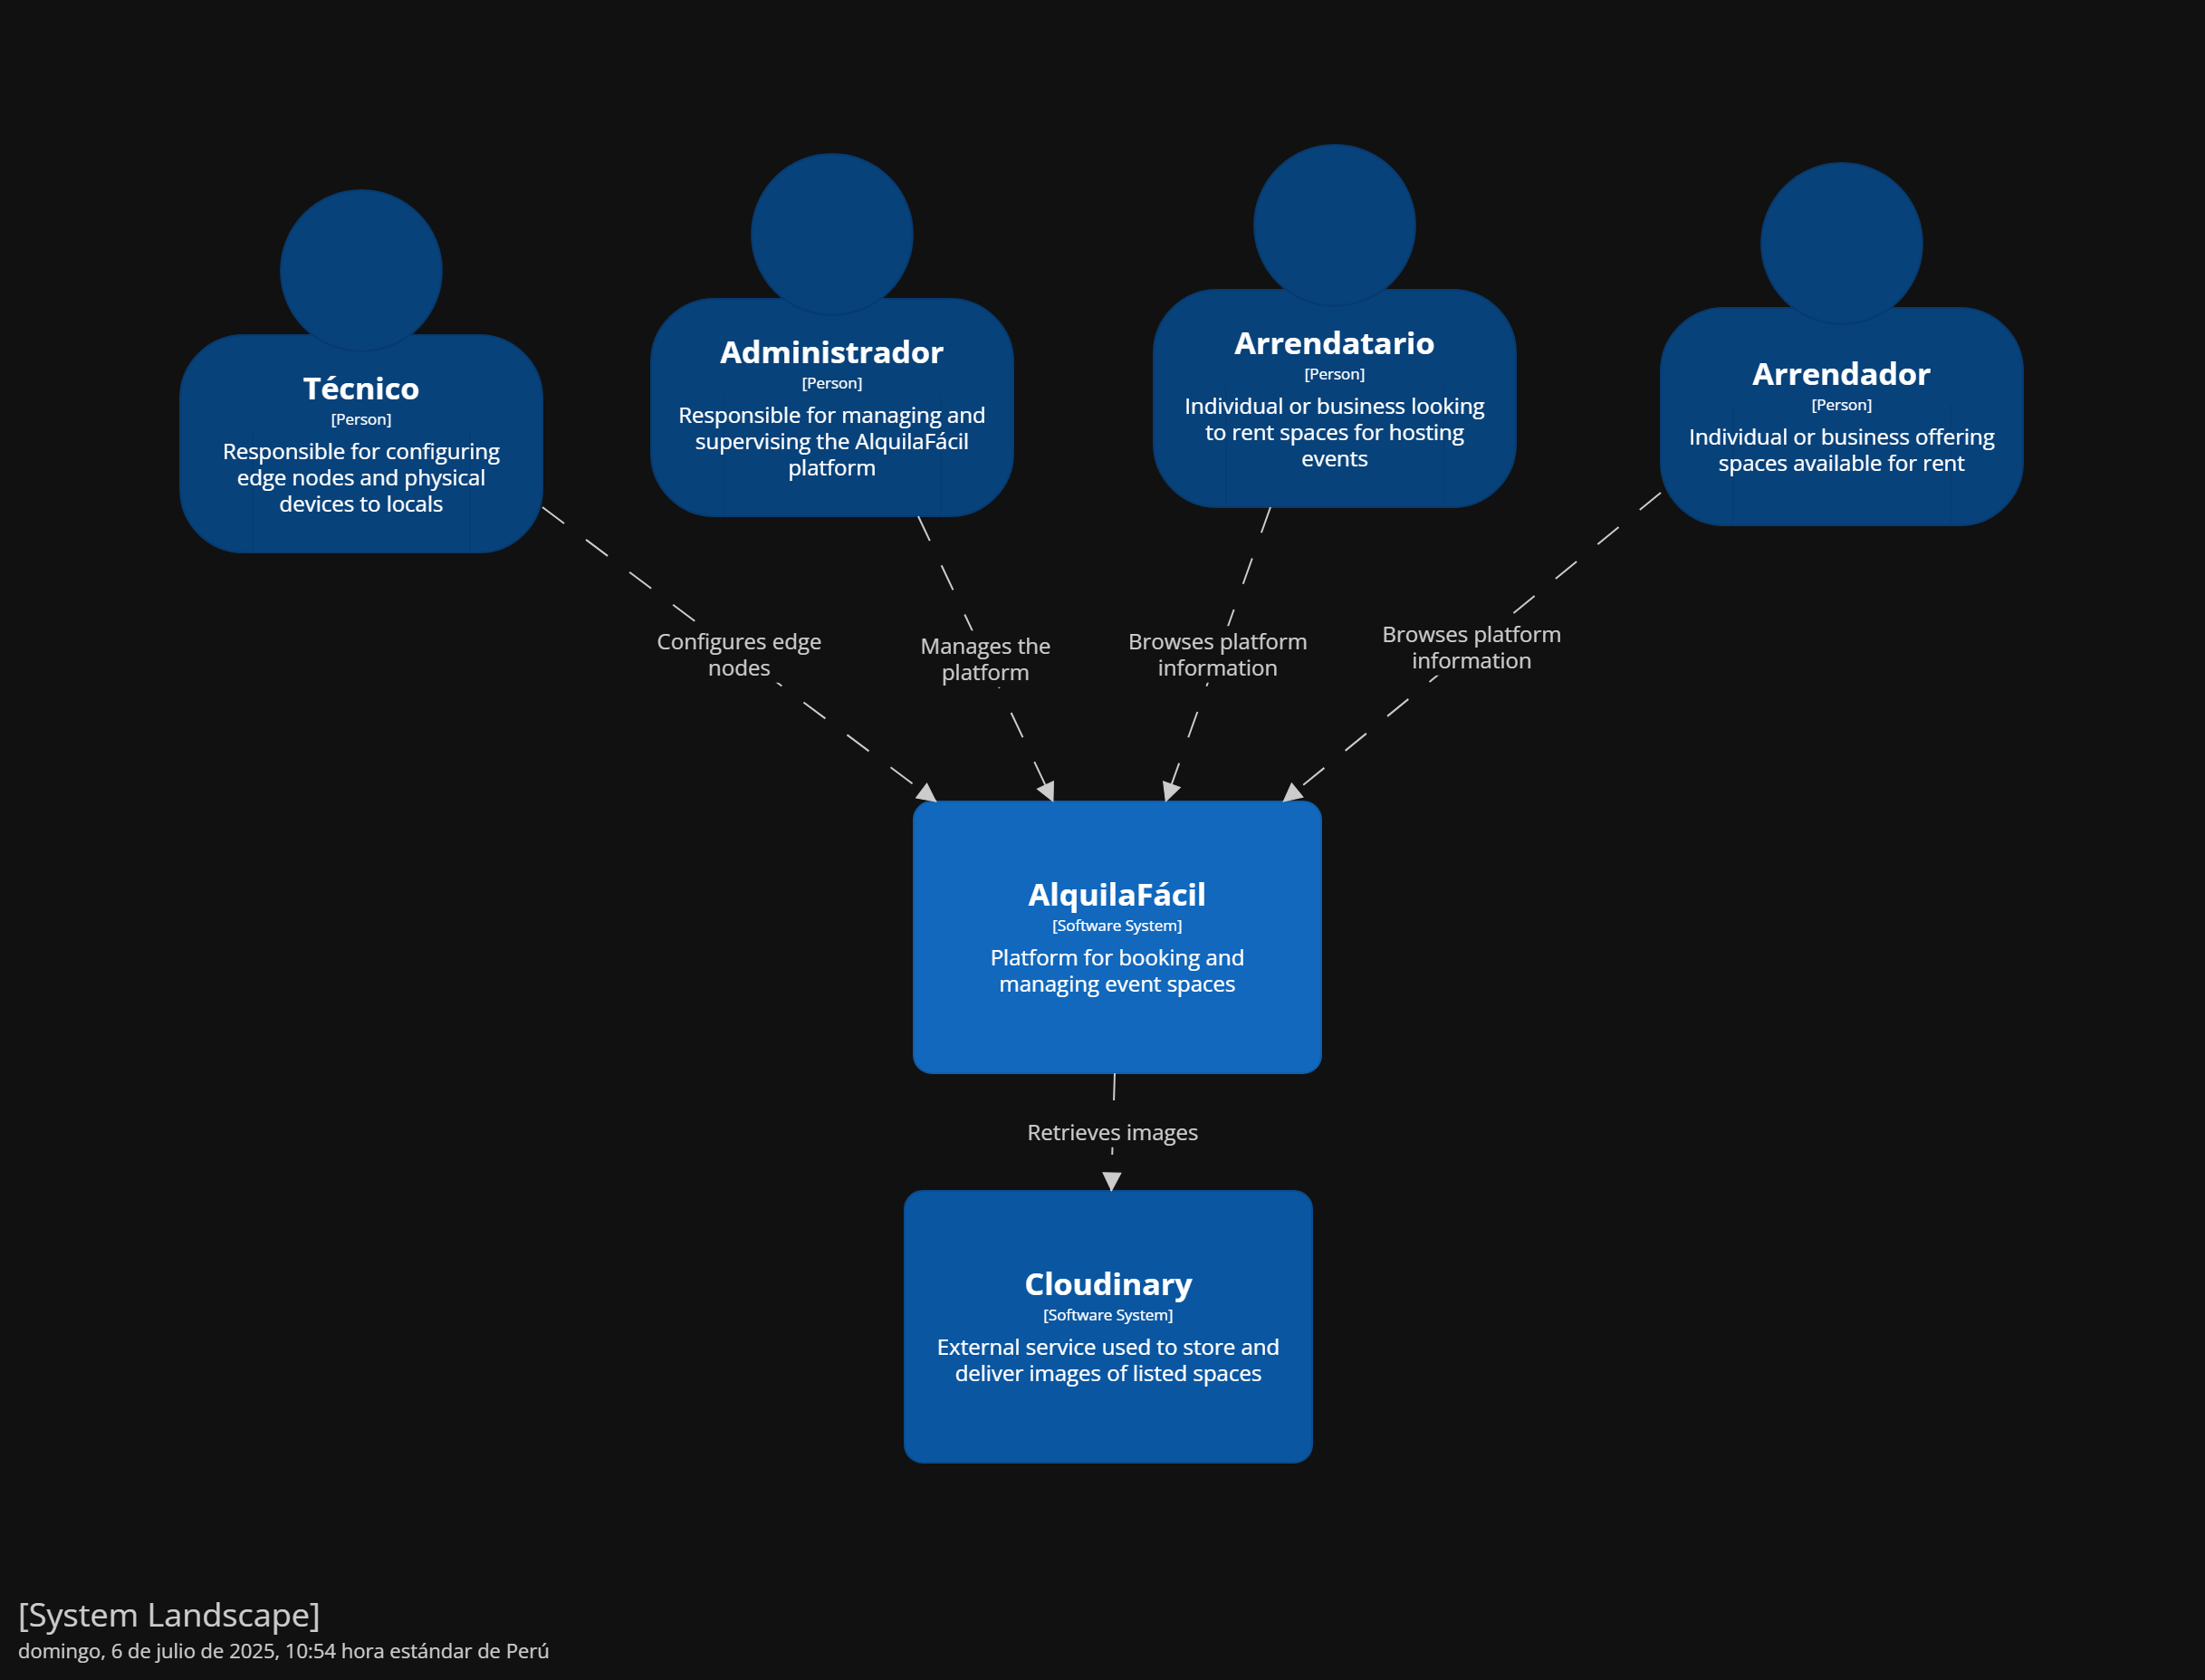 Técnico
[Person]
Responsible for configuring
edge nodes and physical
devices to locals
Administrador
[Person]
Responsible for managing and
supervising the AlquilaFácil
platform
Arrendatario
[Person]
Individual or business looking
to rent spaces for hosting
events
Arrendador
[Person]
Individual or business offering
spaces available for rent
Configures edge
nodes
Manages the
platform
Browses platform
information
Browses platform
information
AlquilaFácil
[Software System]
Platform for booking and
managing event spaces
Retrieves images
Cloudinary
[Software System]
External service used to store and
deliver images of listed spaces
[System Landscape]
domingo, 6 de julio de 2025, 10:54 hora estándar de Perú